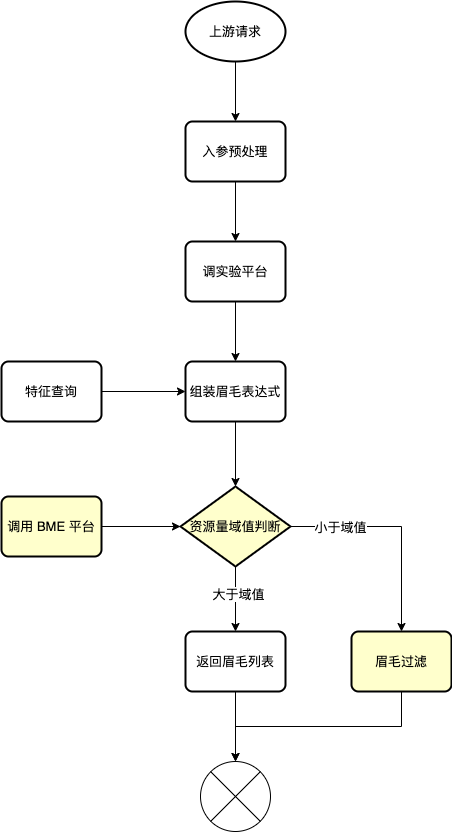 上游请求
入参预处理
调实验平台
特征查询
组装眉毛表达式
调用 BME 平台
资源量域值判断
小于域值
大于域值
返回眉毛列表
眉毛过滤